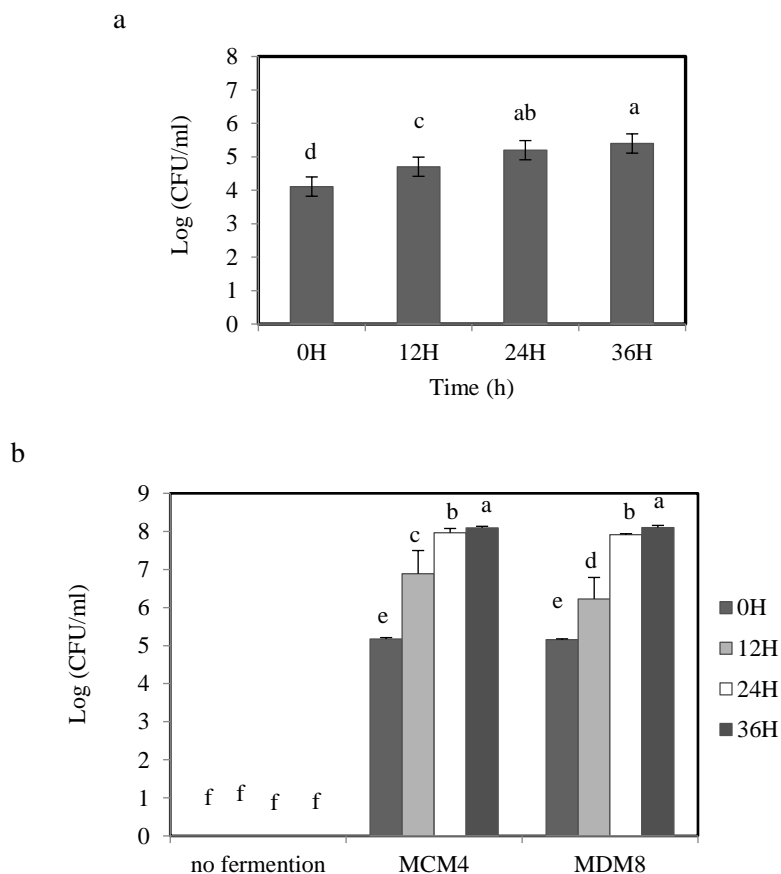 a
8
7
6
5
4
3
2
1
0
Log (CFU/ml)
d
c
ab
a
0H 12H 24H 36H
Time (h)
b
9
8
7
6
5
4
3
2
1
0
Log (CFU/ml)
f f f f
e c b a
e d b a
no fermention MCM4 MDM8
0H
12H
24H
36H